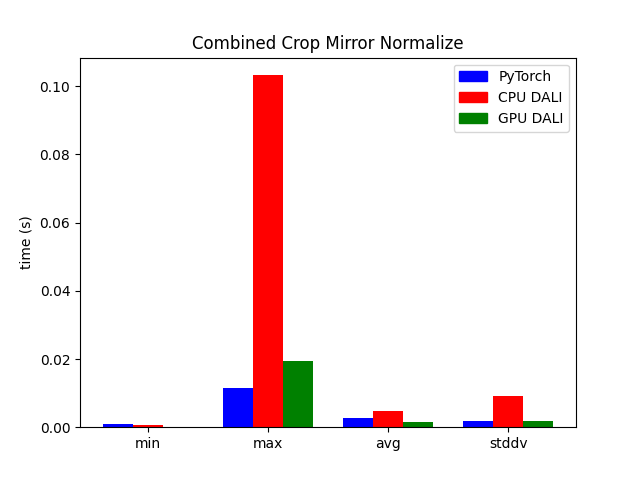 Combined Crop Mirror Normalize
PyTorch
CPU DALI
GPU DALI
time (s)
0.10
0.08
0.06
0.04
0.02
0.00
min
max
avg
stddv